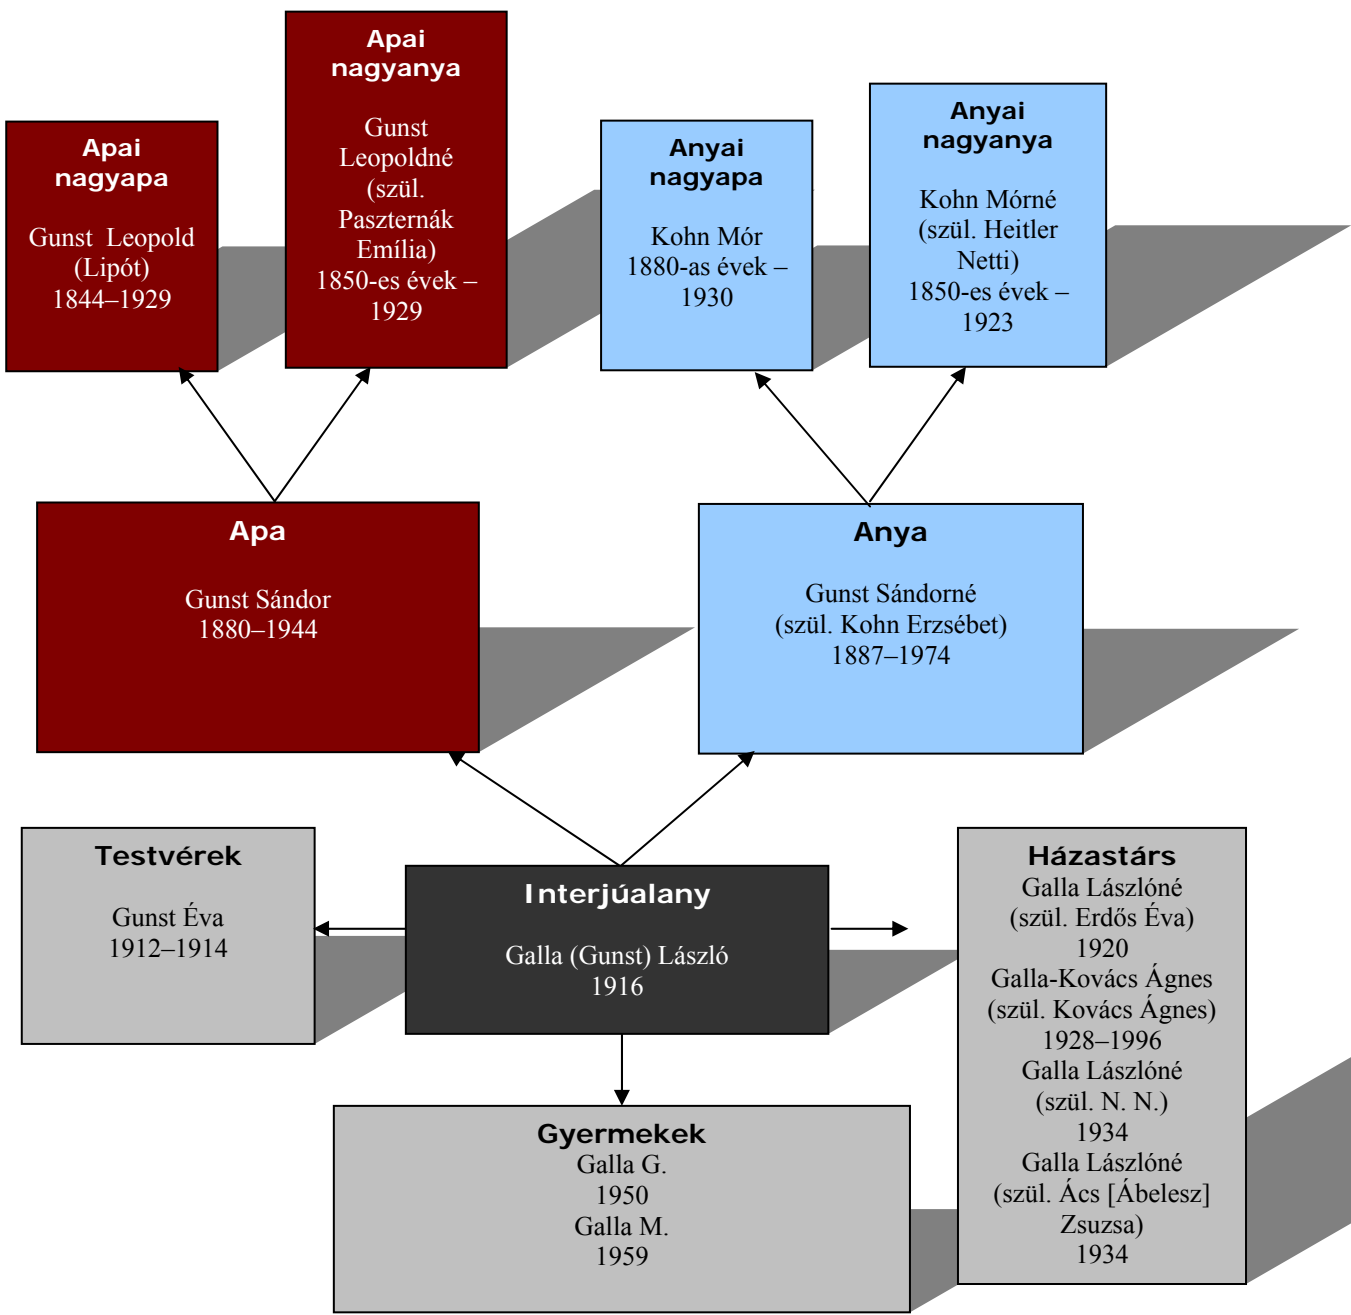 Apai
nagyapa
Gunst Leopold
(Lipót)
1844–1929
Apai
nagyanya
Gunst
Leopoldné
(szül.
Paszternák
Emília)
1850-es évek –
1929
Anyai
nagyapa
Kohn Mór
1880-as évek –
1930
Anyai
nagyanya
Kohn Mórné
(szül. Heitler
Netti)
1850-es évek –
1923
Apa
Gunst Sándor
1880–1944
Anya
Gunst Sándorné
(szül. Kohn Erzsébet)
1887–1974
Testvérek
Gunst Éva
1912–1914
Interjúalany
Galla (Gunst) László
1916
Házastárs
Galla Lászlóné
(szül. Erdős Éva)
1920
Galla-Kovács Ágnes
(szül. Kovács Ágnes)
1928–1996
Galla Lászlóné
(szül. N. N.)
1934
Galla Lászlóné
(szül. Ács [Ábelesz]
Zsuzsa)
1934
Gyermekek
Galla G.
1950
Galla M.
1959